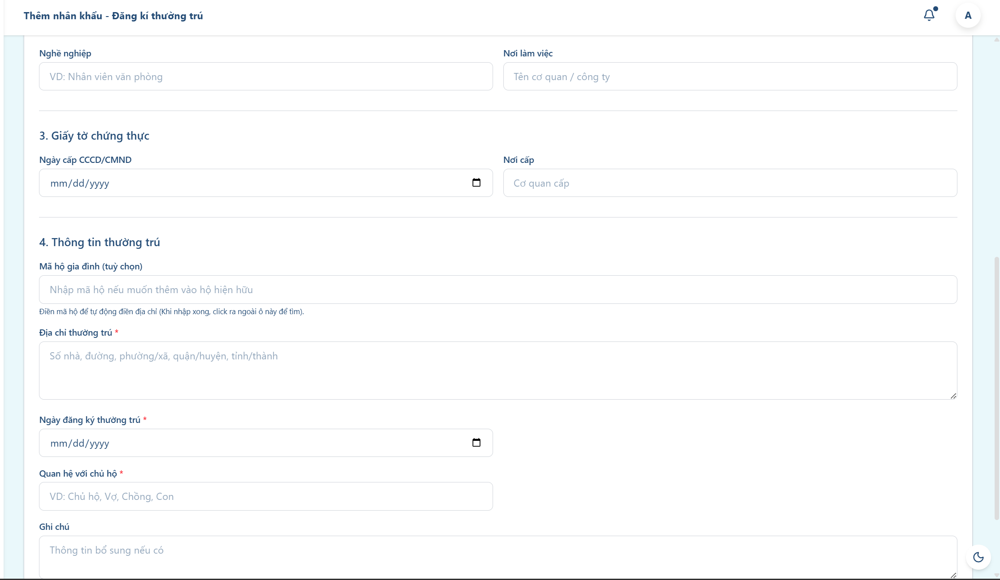 Thêm nhân khẩu - Đăng kí thường trú
A
Nghề nghiệp
Nơi làm việc
VD: Nhân viên văn phòng
Tên cơ quan / công ty
3. Giấy tờ chứng thực
Ngày cấp CCCD/CMND
Nơi cấp
mm/dd/yyyy
Cơ quan cấp
4. Thông tin thường trú
Mã hộ gia đình (tuỳ chọn)
Nhập mã hộ nếu muốn thêm vào hộ hiện hữu
Điền mã hộ để tự động điền địa chỉ (Khi nhập xong, click ra ngoài ô này để tìm).
Địa chỉ thường trú *
Số nhà, đường, phường/xã, quận/huyện, tỉnh/thành
Ngày đăng ký thường trú *
mm/dd/yyyy
Quan hệ với chủ hộ *
VD: Chủ hộ, Vợ, Chồng, Con
Ghi chú
Thông tin bổ sung nếu có